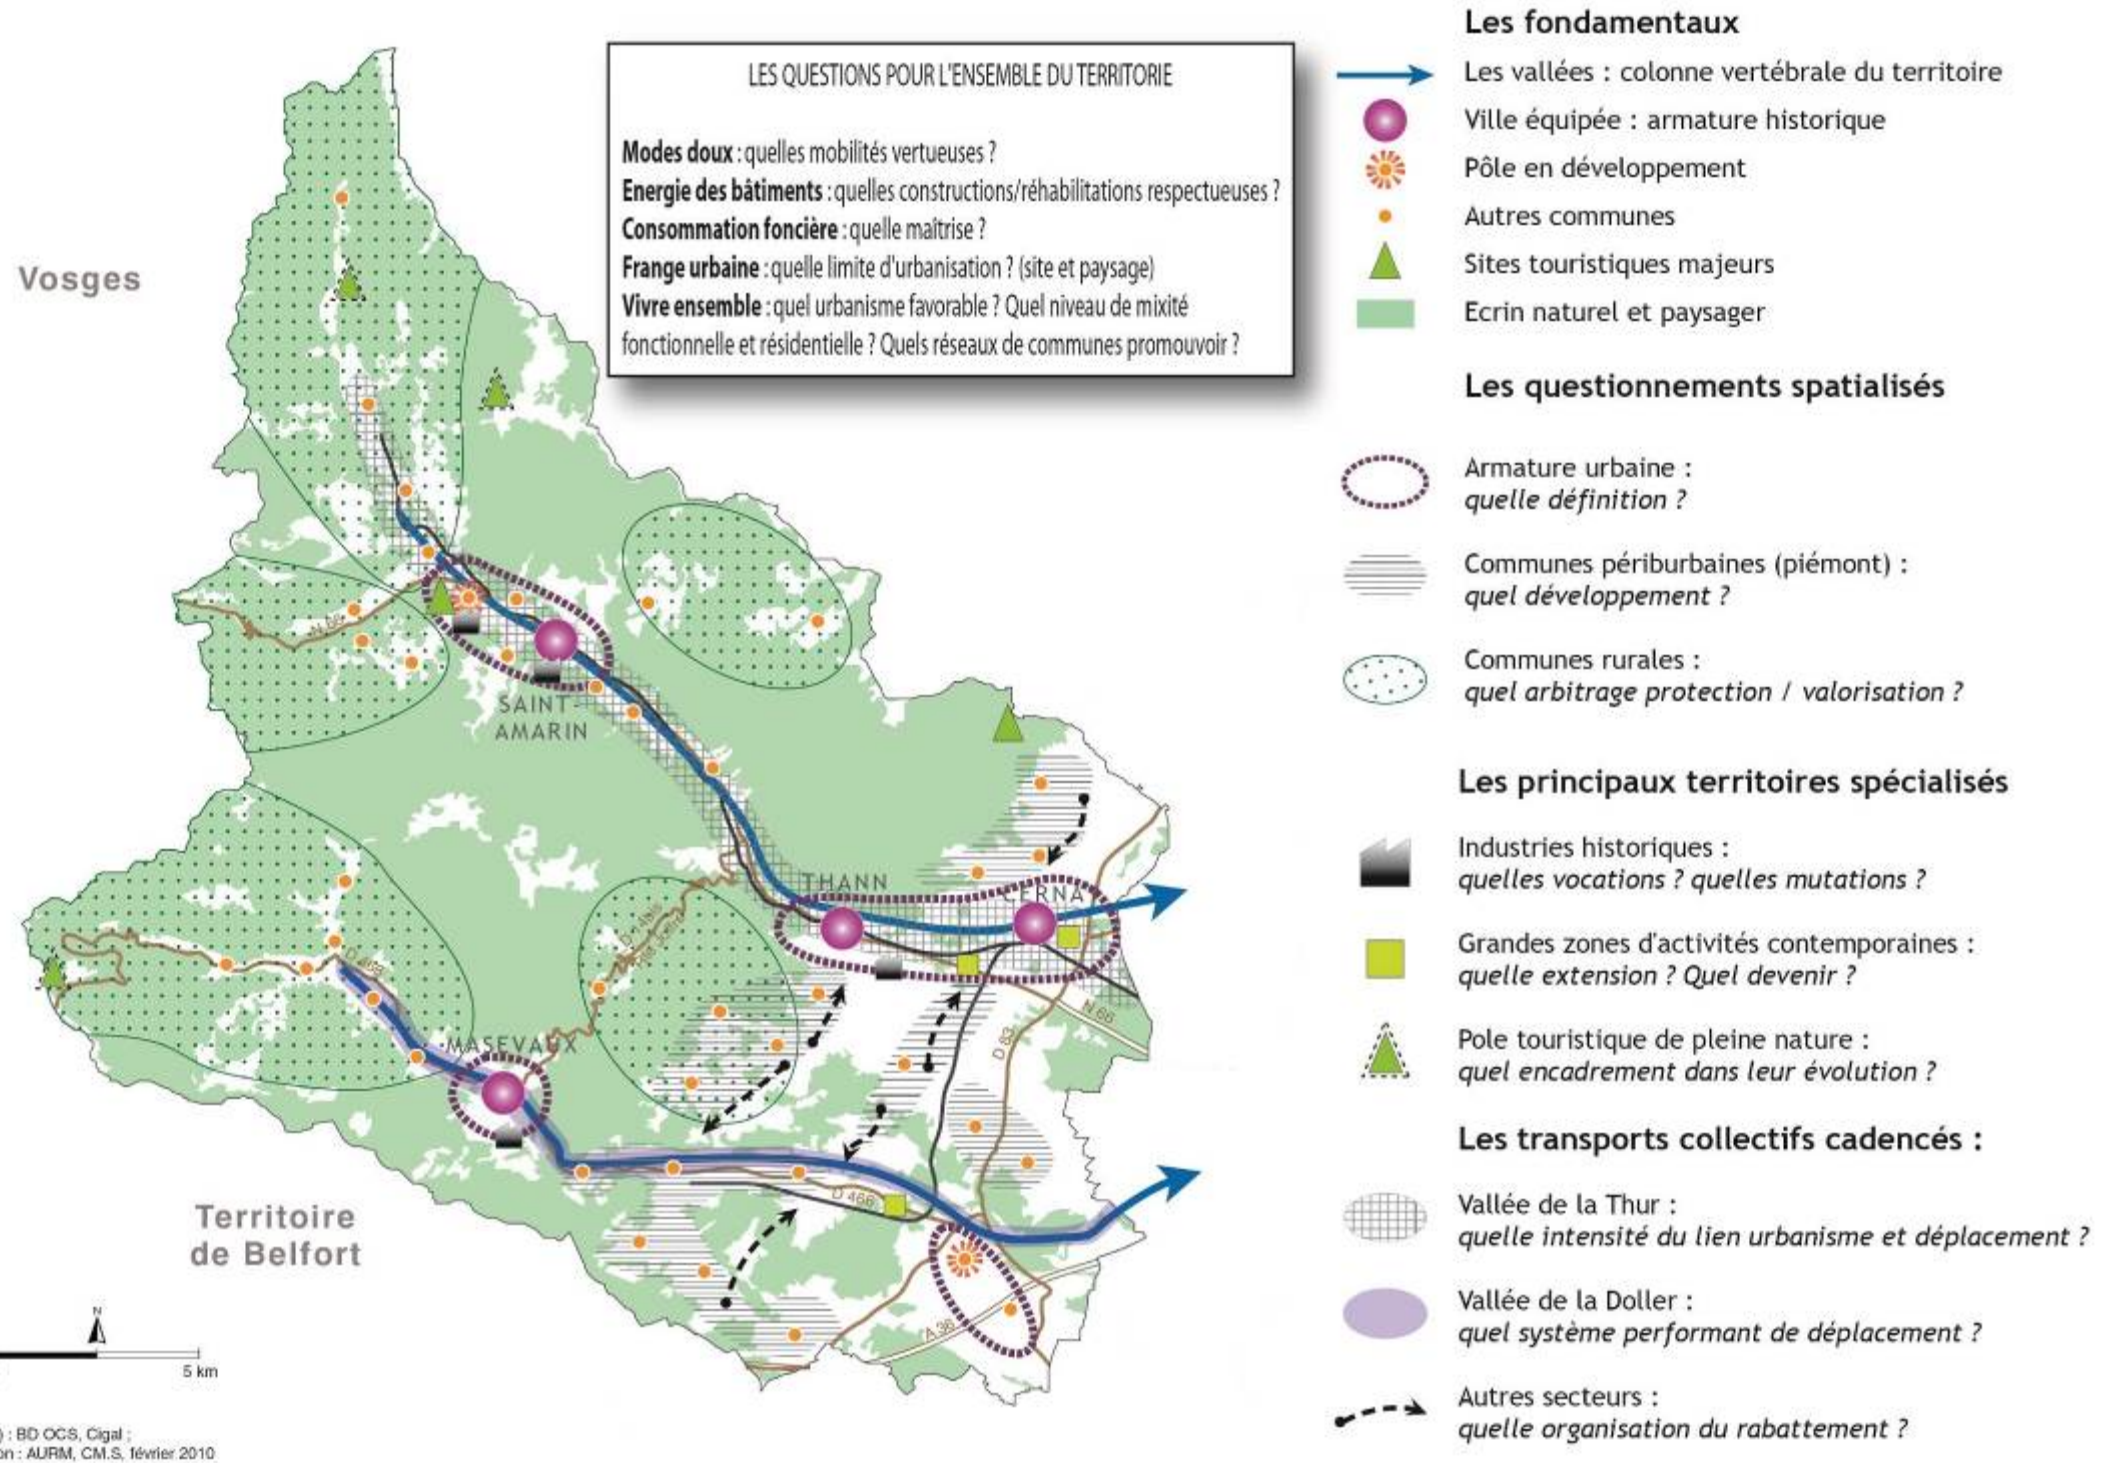 LES QUESTIONS POUR L'ENSEMBLE DU TERRITORIE
Modes doux : quelles mobilités vertueuses ?
Energie des bâtiments : quelles constructions/réhabilitations respectueuses ?
Consommation foncière : quelle maîtrise ?
Frange urbaine : quelle limite d'urbanisation ? (site et paysage)
Vivre ensemble : quel urbanisme favorable ? Quel niveau de mixité
fonctionnelle et résidentielle ? Quels réseaux de communes promouvoir ?
Vosges
N 66
SAINT-
AMARIN
THANN
CERNA
D 466
MASEVAUX
N 66
D 83
D 466
A 36
Territoire
de Belfort
N
5 km
) : BD OCS, Cigal ;
on : AURM, CM.S, février 2010
Les fondamentaux
Les vallées : colonne vertébrale du territoire
Ville équipée : armature historique
Pôle en développement
Autres communes
Sites touristiques majeurs
Ecrin naturel et paysager
Les questionnements spatialisés
Armature urbaine :
quelle définition ?
Communes périurbaines (piémont) :
quel développement ?
Communes rurales :
quel arbitrage protection / valorisation ?
Les principaux territoires spécialisés
Industries historiques :
quelles vocations ? quelles mutations ?
Grandes zones d'activités contemporaines :
quelle extension ? Quel devenir ?
Pole touristique de pleine nature :
quel encadrement dans leur évolution ?
Les transports collectifs cadencés :
Vallée de la Thur :
quelle intensité du lien urbanisme et déplacement ?
Vallée de la Doller :
quel système performant de déplacement ?
Autres secteurs :
quelle organisation du rabattement ?